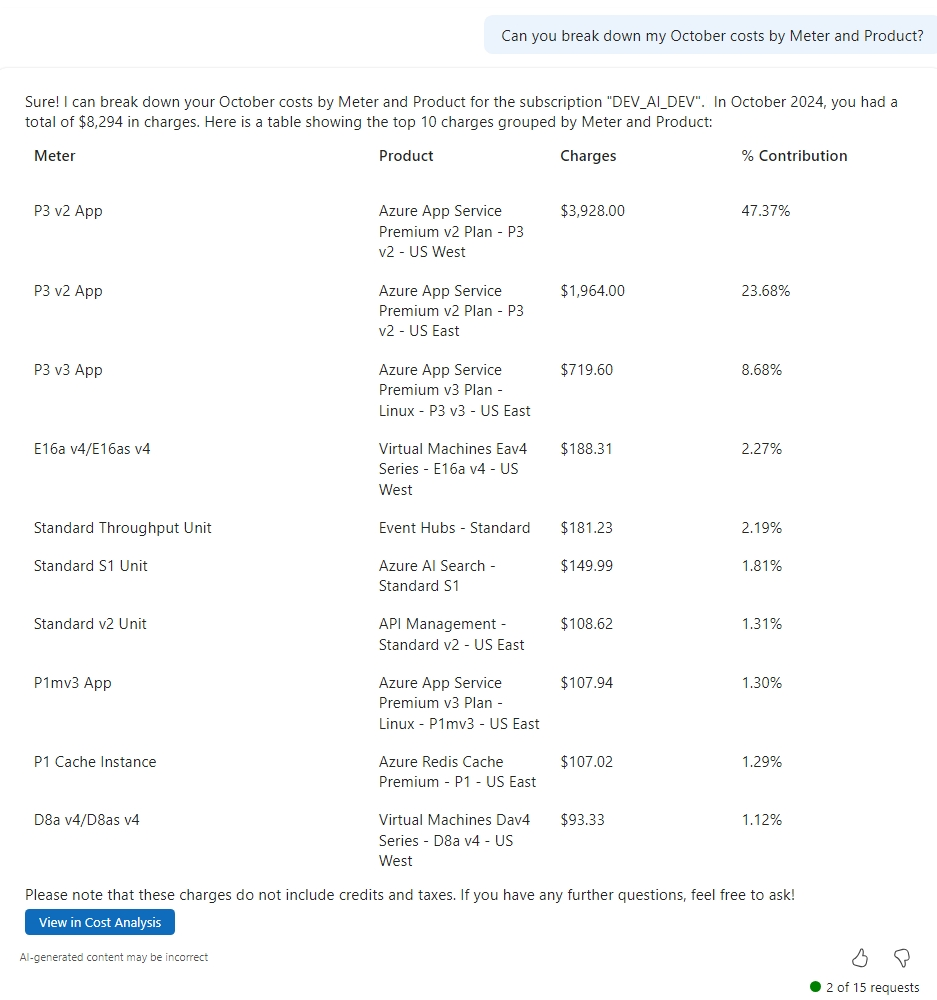 Can you break down my October costs by Meter and Product?
Sure! I can break down your October costs by Meter and Product for the subscription "DEV_AI_DEV".  In October 2024, you had a
total of $8,294 in charges. Here is a table showing the top 10 charges grouped by Meter and Product:
Meter Product Charges % Contribution
P3 v2 App Azure App Service $3,928.00 47.37%
Premium v2 Plan - P3
v2 - US West
P3 v2 App Azure App Service $1,964.00 23.68%
Premium v2 Plan - P3
v2 - US East
P3 v3 App Azure App Service $719.60 8.68%
Premium v3 Plan -
Linux - P3 v3 - US East
E16a v4/E16as v4 Virtual Machines Eav4 $188.31 2.27%
Series - E16a v4 - US
West
Standard Throughput Unit Event Hubs - Standard $181.23 2.19%
Standard S1 Unit Azure AI Search - $149.99 1.81%
Standard S1
Standard v2 Unit API Management - $108.62 1.31%
Standard v2 - US East
P1mv3 App Azure App Service $107.94 1.30%
Premium v3 Plan -
Linux - P1mv3 - US East
P1 Cache Instance Azure Redis Cache $107.02 1.29%
Premium - P1 - US East
D8a v4/D8as v4 Virtual Machines Dav4 $93.33 1.12%
Series - D8a v4 - US
West
Please note that these charges do not include credits and taxes. If you have any further questions, feel free to ask!
View in Cost Analysis
AI-generated content may be incorrect
2 of 15 requests